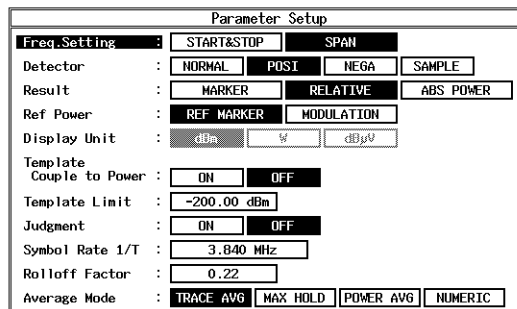 Parameter Setup
Freq.Setting : START&STOP SPAN
Detector : NORMAL POSI NEGA SAMPLE
Result : MARKER RELATIVE ABS POWER
Ref Power : REF MARKER MODULATION
Display Unit : dBm W dBμV
Template
Couple to Power : ON OFF
Template Limit : -200.00 dBm
Judgment : ON OFF
Symbol Rate 1/T : 3.840 MHz
Rolloff Factor : 0.22
Average Mode : TRACE AVG MAX HOLD POWER AVG NUMERIC